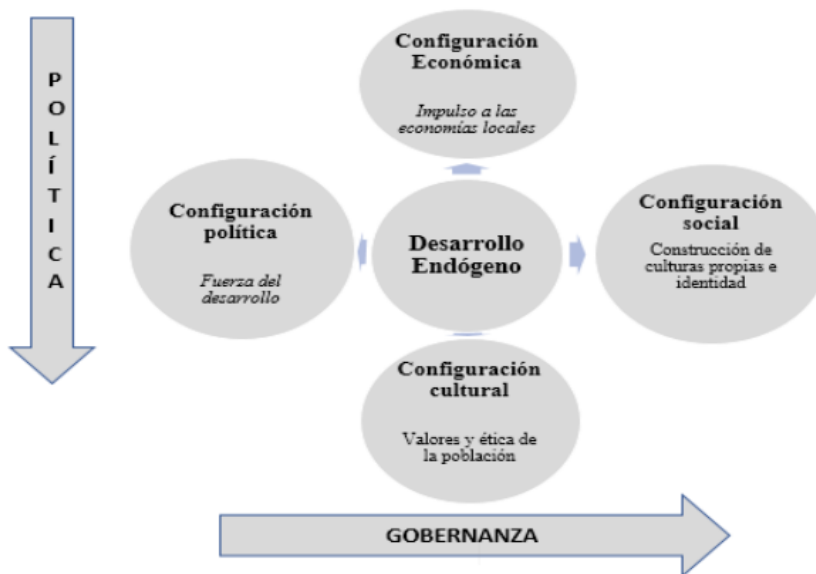 POLÍTICA
Configuración
Económica
Impulso a las
economías locales
Configuración
política
Fuerza del
desarrollo
Desarrollo
Endógeno
Configuración
social
Construcción de
culturas propias e
identidad
Configuración
cultural
Valores y ética de
la población
GOBERNANZA